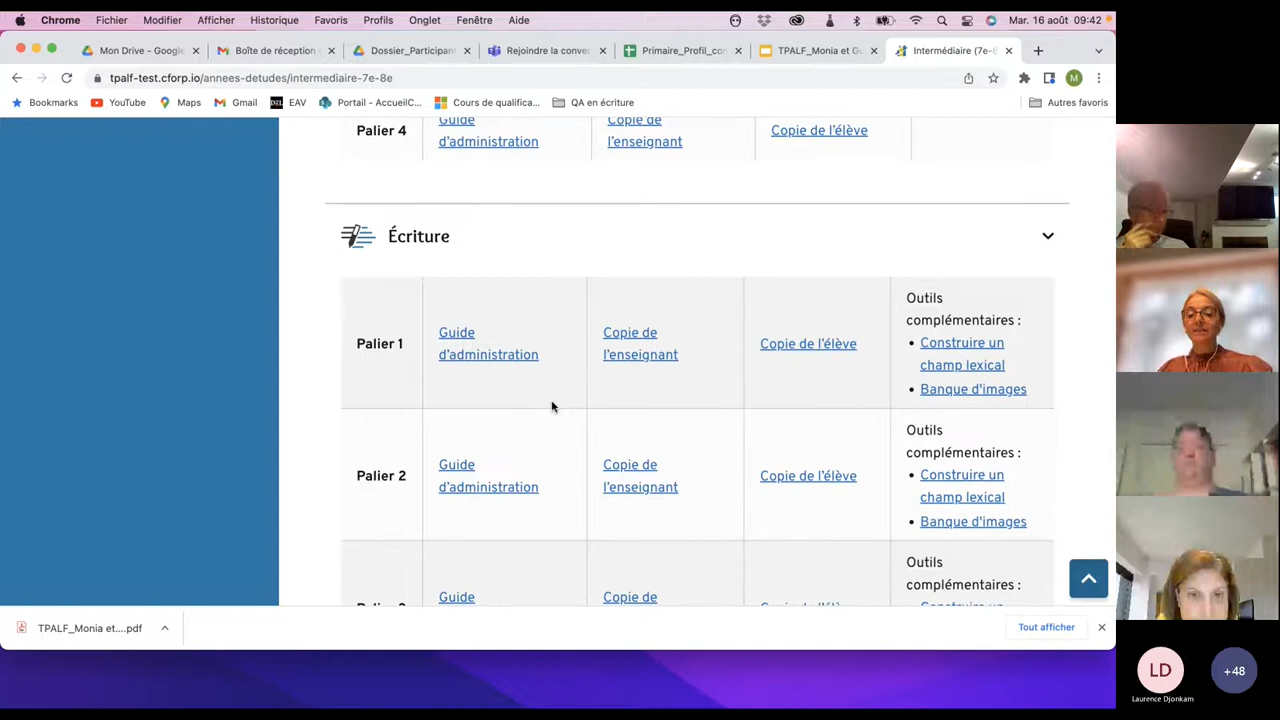 Chrome Fichier Modifier Afficher Historique Favoris Profils Onglet Fenêtre Aide Mar. 16 août 09:42
Mon Drive - Google Boîte de réception Dossier_Participan Rejoindre la conver Primaire_Profil_con TPALF_Monia et G Intermédiaire (7e-8
tpalf-test.cforp.io/annees-detudes/intermediaire-7e-8e M
Bookmarks YouTube Maps Gmail EAV Portail - AccueilC... Cours de qualifica... QA en écriture Autres favoris
Palier 4
Guide
d'administration
Copie de
l'enseignant
Copie de l'élève
Écriture
Palier 1
Guide
d'administration
Copie de
l'enseignant
Copie de l'élève
Outils
complémentaires :
• Construire un
champ lexical
• Banque d'images
Palier 2
Guide
d'administration
Copie de
l'enseignant
Copie de l'élève
Outils
complémentaires :
• Construire un
champ lexical
• Banque d'images
Guide
Copie de
Outils
complémentaires :
TPALF_Monia et....pdf
Tout afficher
LD
Laurence Djonkam
+48